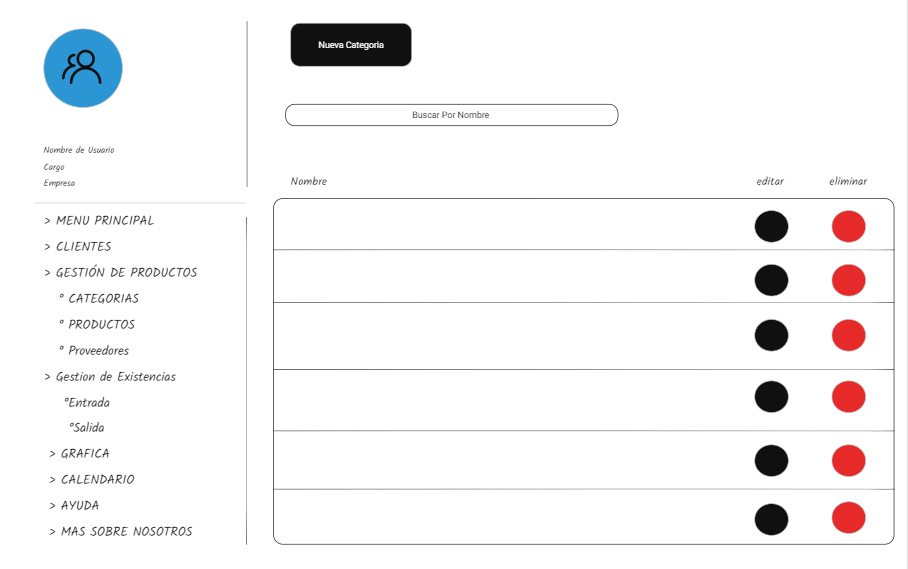 Nueva Categoria
Buscar Por Nombre
Nombre de Usuario
Cargo
Empresa
Nombre editar eliminar
> MENU PRINCIPAL
> CLIENTES
> GESTIÓN DE PRODUCTOS
° CATEGORIAS
° PRODUCTOS
° Proveedores
> Gestion de Existencias
°Entrada
°Salida
> GRAFICA
> CALENDARIO
> AYUDA
> MAS SOBRE NOSOTROS